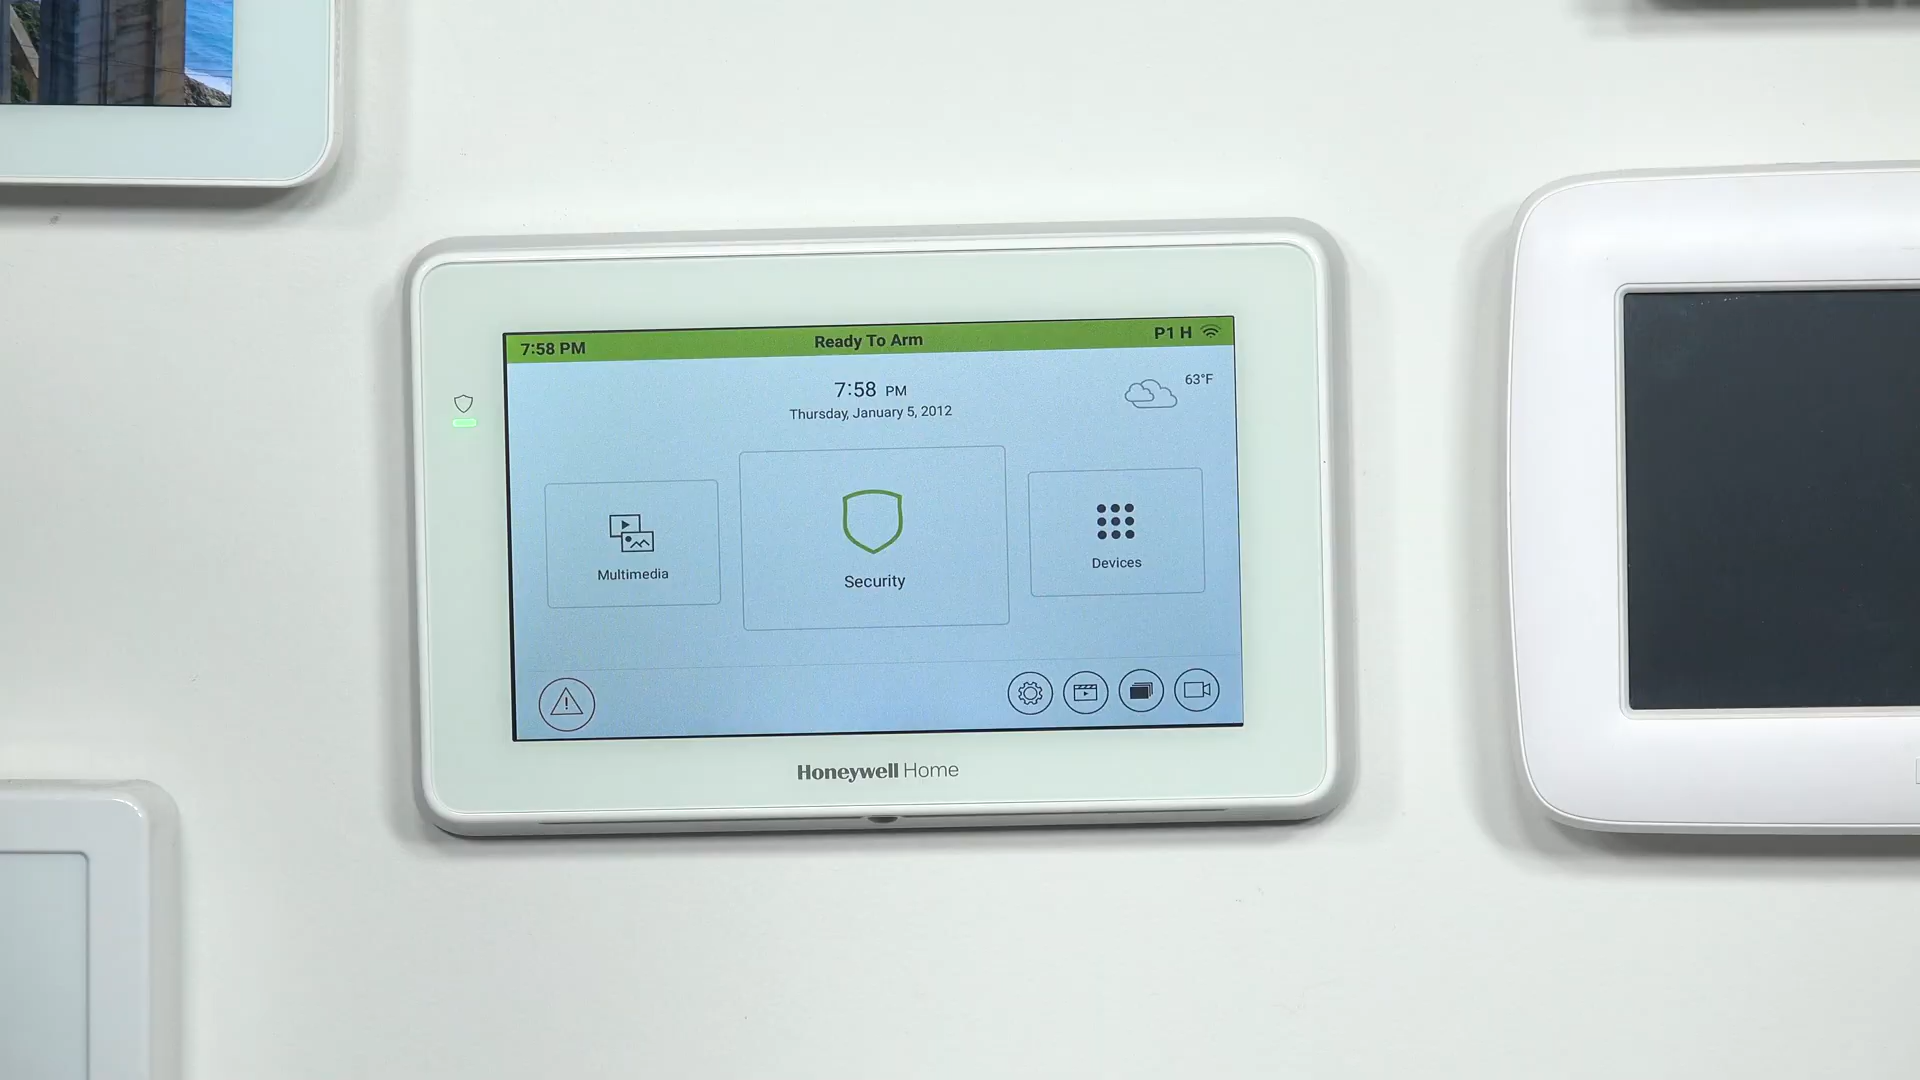 7:58 PM
Ready To Arm
P1 H
7:58 PM
63°F
Thursday, January 5, 2012
Multimedia
Security
Devices
Honeywell Home